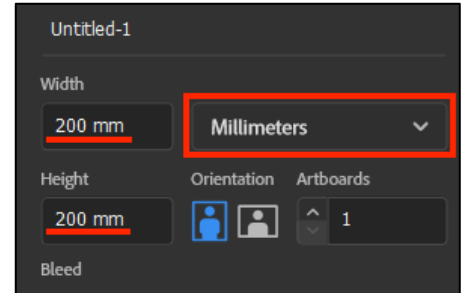 Untitled-1
Width
200 mm Millimeters
Height Orientation Artboards
200 mm 1
Bleed